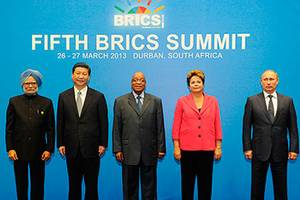 BRICS
FIFTH BRICS SUMMIT
26 - 27 MARCH 2013 DURBAN, SOUTH AFRICA